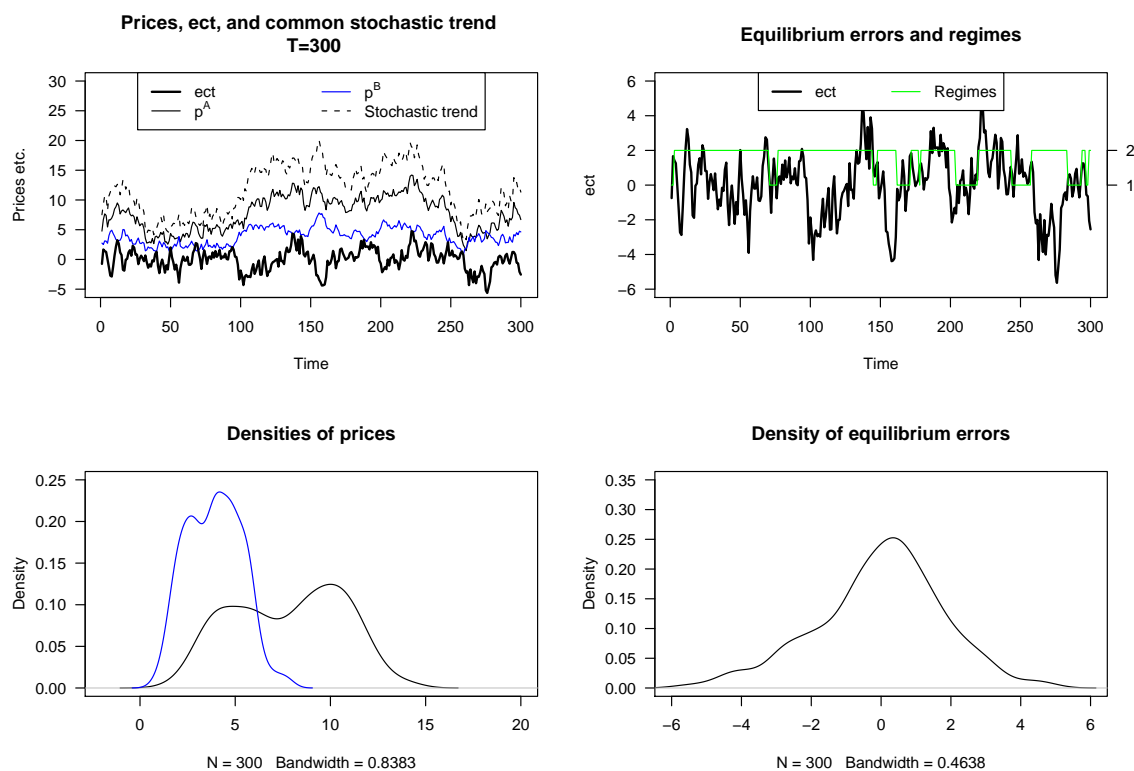 Prices, ect, and common stochastic trend
T=300
30
25
20
15
10
5
0
−5
Prices etc.
ect
p^A
p^B
Stochastic trend
0 50 100 150 200 250 300
Time
Equilibrium errors and regimes
6
4
2
0
−2
−4
−6
ect
ect
Regimes
2
1
0 50 100 150 200 250 300
Time
Densities of prices
0.25
0.20
0.15
0.10
0.05
0.00
Density
0 5 10 15 20
N = 300 Bandwidth = 0.8383
Density of equilibrium errors
0.35
0.30
0.25
0.20
0.15
0.10
0.05
0.00
Density
−6 −4 −2 0 2 4 6
N = 300 Bandwidth = 0.4638